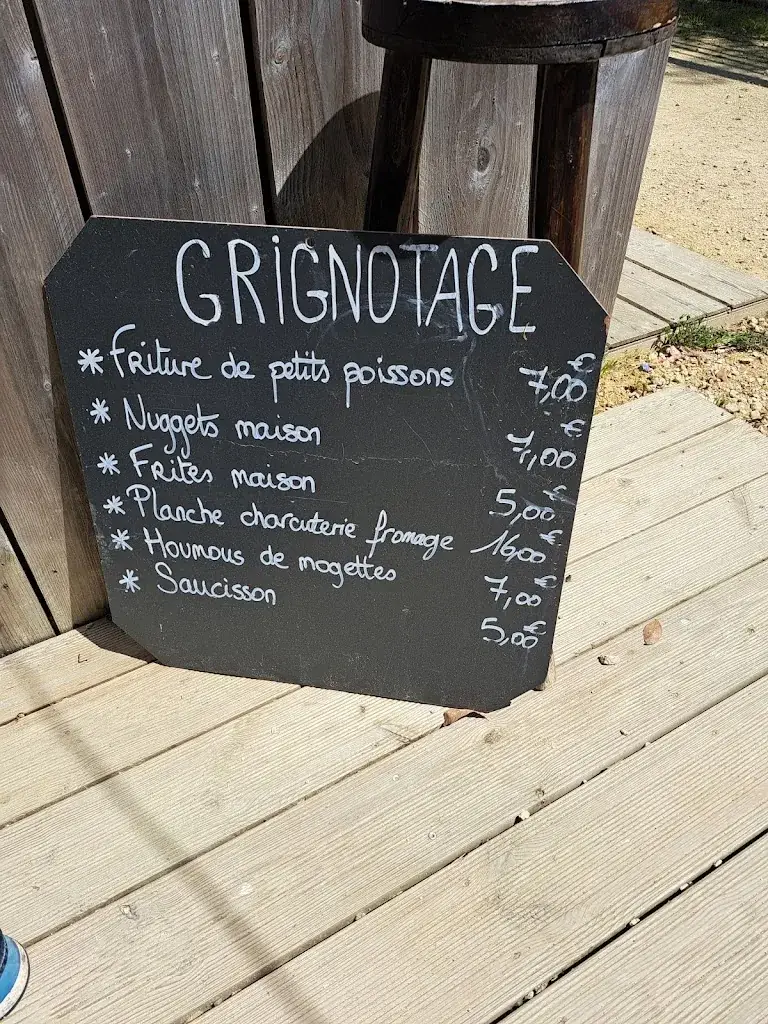 GRiGNOTAGE
* Friture de petits poissons 7,00€
* Nuggets maison 7,00€
* Frites maison 5,00€
* Planche charcuterie fromage 16,00€
* Houmous de mogettes 7,00€
* Saucisson 5,00€